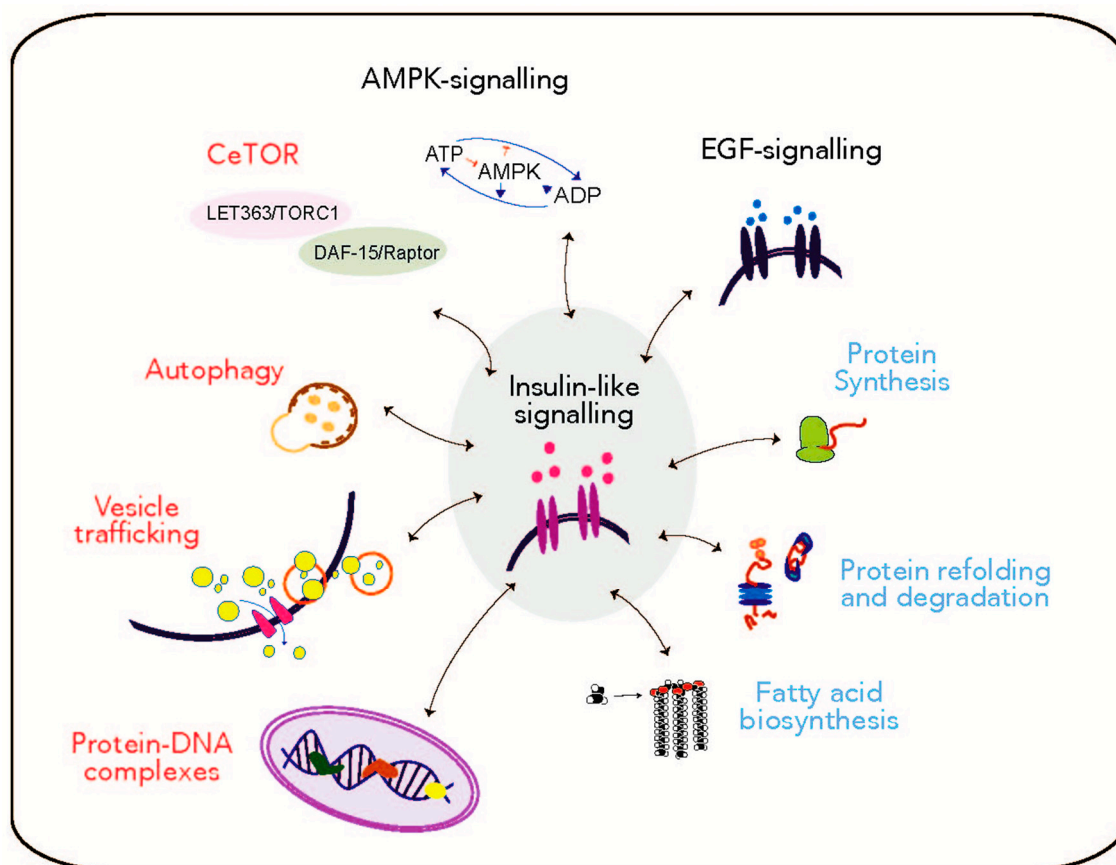 AMPK-signalling
CeTOR
ATP
AMPK
ADP
EGF-signalling
LET363/TORC1
DAF-15/Raptor
Autophagy
Insulin-like
signalling
Protein
Synthesis
Vesicle
trafficking
Protein refolding
and degradation
Fatty acid
biosynthesis
Protein-DNA
complexes